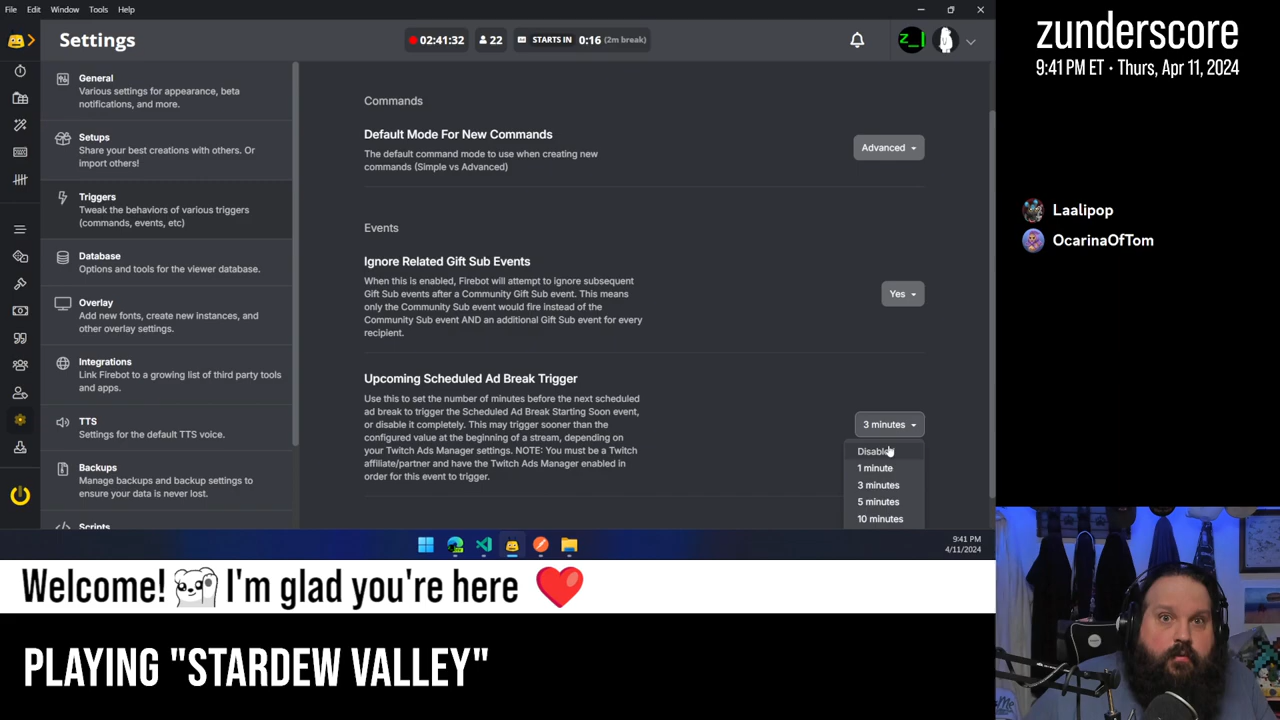 File Edit Window Tools Help
Settings
02:41:32
22
STARTS IN 0:16 (2m break)
z_|
General
Various settings for appearance, beta
notifications, and more.
Setups
Share your best creations with others. Or
import others!
Triggers
Tweak the behaviors of various triggers
(commands, events, etc)
Database
Options and tools for the viewer database.
Overlay
Add new fonts, create new instances, and
other overlay settings.
Integrations
Link Firebot to a growing list of third party tools
and apps.
TTS
Settings for the default TTS voice.
Backups
Manage backups and backup settings to
ensure your data is never lost.
Scripts
Commands
Default Mode For New Commands
The default command mode to use when creating new
commands (Simple vs Advanced)
Advanced
Events
Ignore Related Gift Sub Events
When this is enabled, Firebot will attempt to ignore subsequent
Gift Sub events after a Community Gift Sub event. This means
only the Community Sub event would fire instead of the
Community Sub event AND an additional Gift Sub event for every
recipient.
Yes
Upcoming Scheduled Ad Break Trigger
Use this to set the number of minutes before the next scheduled
ad break to trigger the Scheduled Ad Break Starting Soon event,
or disable it completely. This may trigger sooner than the
configured value at the beginning of a stream, depending on
your Twitch Ads Manager settings. NOTE: You must be a Twitch
affiliate/partner and have the Twitch Ads Manager enabled in
order for this event to trigger.
3 minutes
Disabled
1 minute
3 minutes
5 minutes
10 minutes
9:41 PM
4/11/2024
zunderscore
9:41 PM ET • Thurs, Apr 11, 2024
Laalipop
OcarinaOfTom
Welcome! I'm glad you're here
PLAYING "STARDEW VALLEY"